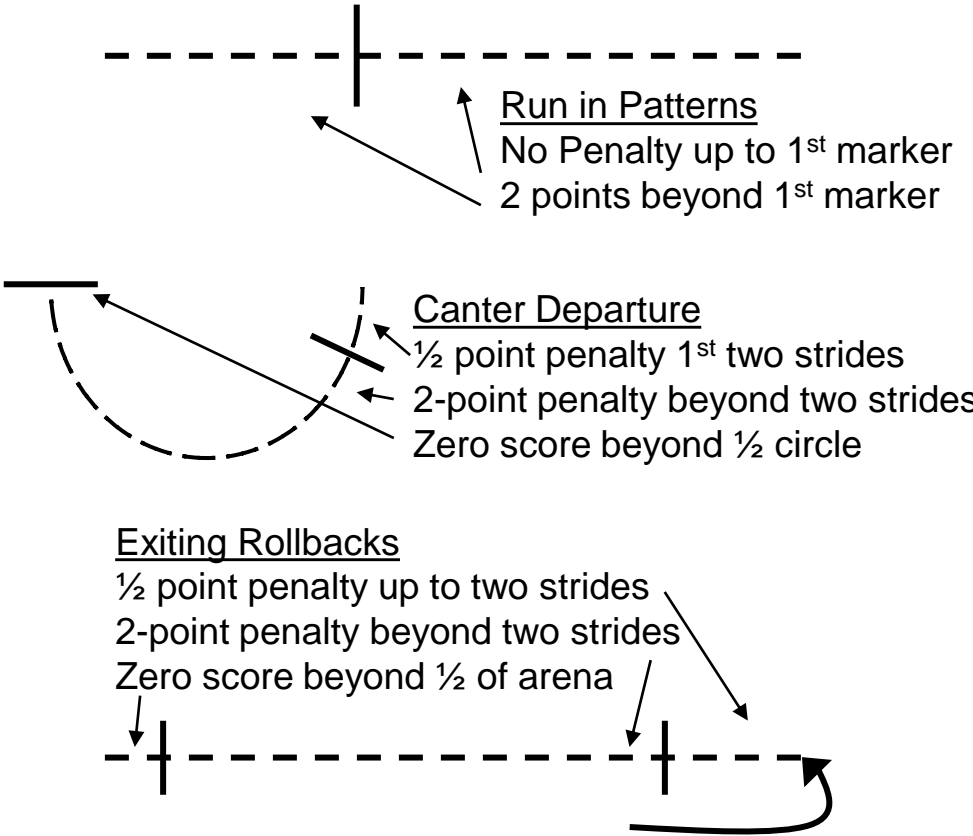 Run in Patterns
No Penalty up to 1st marker
2 points beyond 1st marker
Canter Departure
½ point penalty 1st two strides
2-point penalty beyond two strides
Zero score beyond ½ circle
Exiting Rollbacks
½ point penalty up to two strides
2-point penalty beyond two strides
Zero score beyond ½ of arena